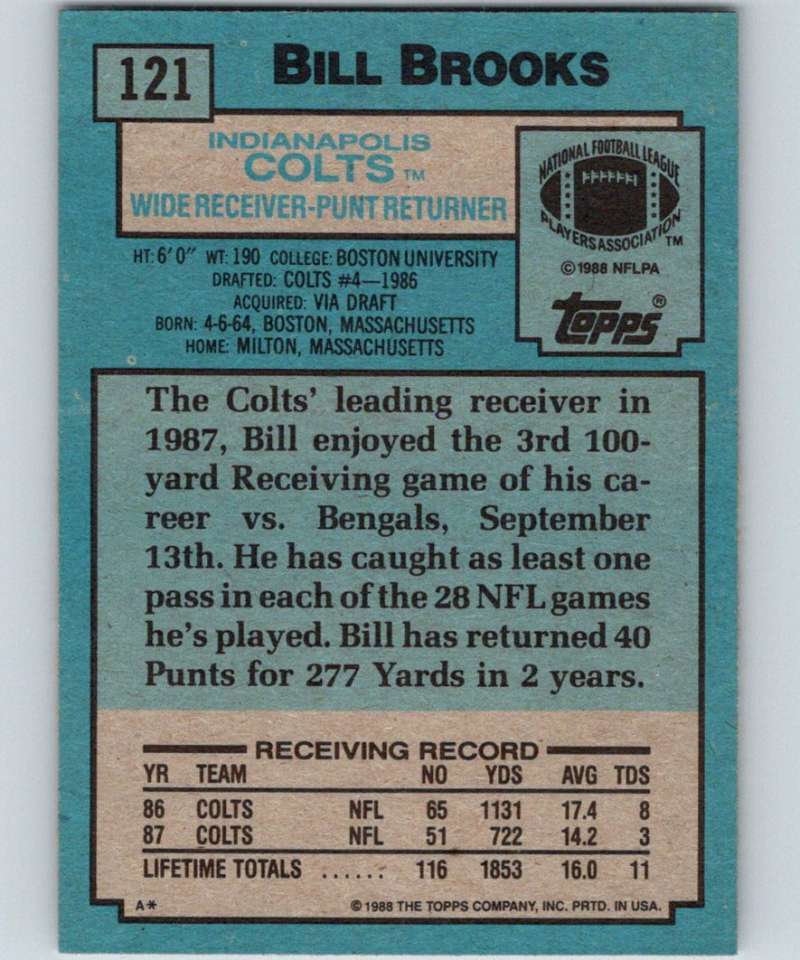 121
BILL BROOKS
INDIANAPOLIS
COLTS™
WIDE RECEIVER-PUNT RETURNER
NATIONAL FOOTBALL LEAGUE
PLAYERS ASSOCIATION™
©1988 NFLPA
Topps®
HT: 6'0" WT: 190 COLLEGE: BOSTON UNIVERSITY
DRAFTED: COLTS #4—1986
ACQUIRED: VIA DRAFT
BORN: 4-6-64, BOSTON, MASSACHUSETTS
HOME: MILTON, MASSACHUSETTS
The Colts' leading receiver in
1987, Bill enjoyed the 3rd 100-
yard Receiving game of his ca-
reer vs. Bengals, September
13th. He has caught as least one
pass in each of the 28 NFL games
he's played. Bill has returned 40
Punts for 277 Yards in 2 years.
RECEIVING RECORD
YR TEAM NO YDS AVG TDS
86 COLTS NFL 65 1131 17.4 8
87 COLTS NFL 51 722 14.2 3
LIFETIME TOTALS ...... 116 1853 16.0 11
A* ©1988 THE TOPPS COMPANY, INC. PRTD. IN USA.